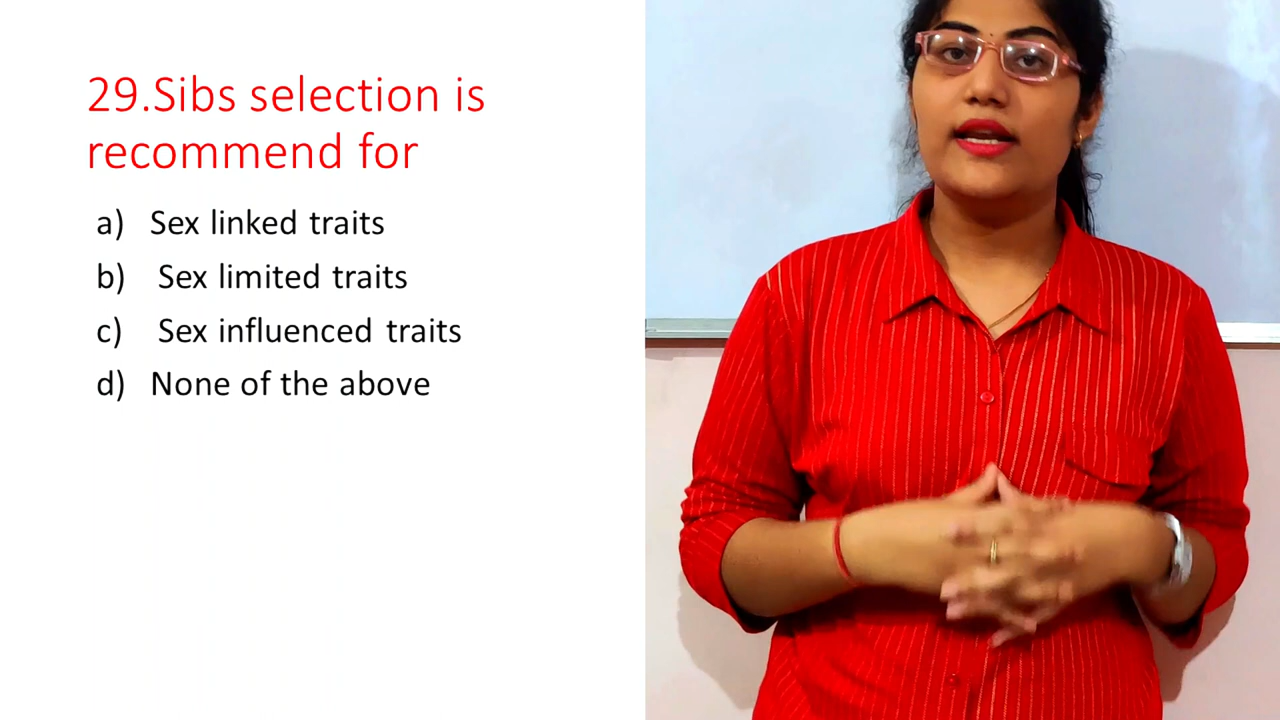 29.Sibs selection is
recommend for
a) Sex linked traits
b) Sex limited traits
c) Sex influenced traits
d) None of the above